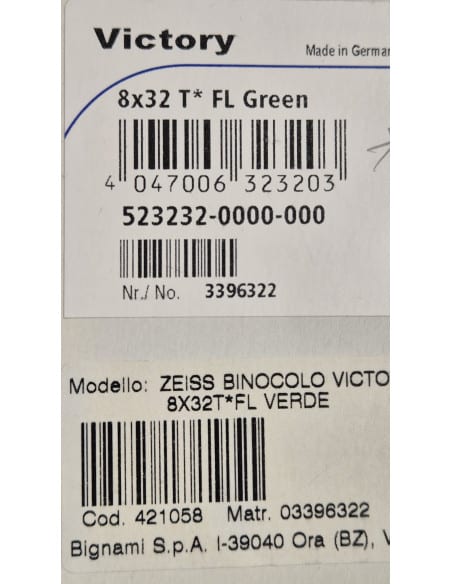 Victory
Made in German
8x32 T* FL Green
4 047006 323203
523232-0000-000
Nr./ No. 3396322
Modello: ZEISS BINOCOLO VICTO
8X32T*FL VERDE
Cod. 421058 Matr. 03396322
Bignami S.p.A. I-39040 Ora (BZ), V